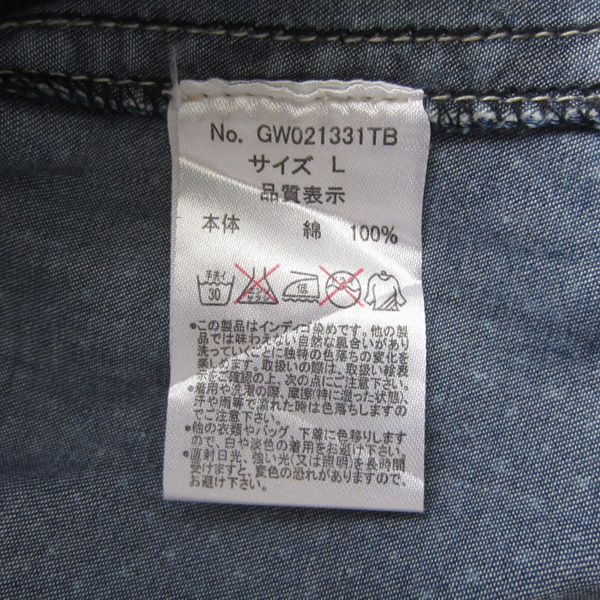 No. GW021331TB
サイズ L
品質表示
本体 綿 100%
手洗イ 30 低
•この製品はインディゴ染めです。他の製
品では味わえない自然な風合いがあり
洗っていくごとに独特の色落ちの変化を
楽しめます。取扱いの際は、取扱い絵表
示をご確認の上、次の点にご注意下さい。
•着用や洗濯の際、摩擦(特に湿った状態)、
汗や雨等で濡れた時は色落ちしますの
でご注意下さい。
•他の衣類やバッグ、下着に色移りします
ので、白や淡色の着用をお避け下さい。
•直射日光、強い光(又は照明)を長時間
受けますと、変色の恐れがありますので
お避け下さい。